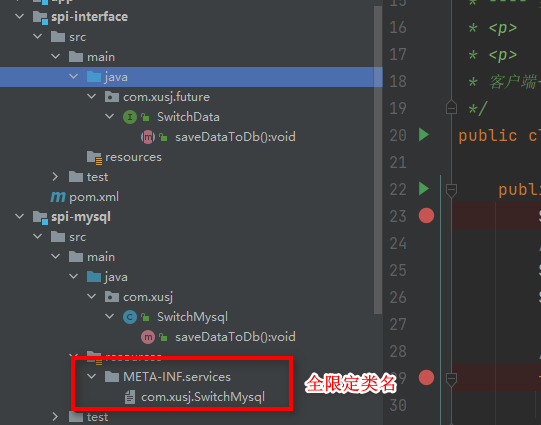 spi-interface
src
main
java
com.xusj.future
SwitchData
saveDataToDb():void
resources
test
pom.xml
spi-mysql
src
main
java
com.xusj
SwitchMysql
saveDataToDb():void
resources
META-INF.services
com.xusj.SwitchMysql
test
全限定类名
16 * <p>
17 * <p>
18 * 客户端
19 */
20 public cl
21
22 publi
23
24
25
26
27
28
30